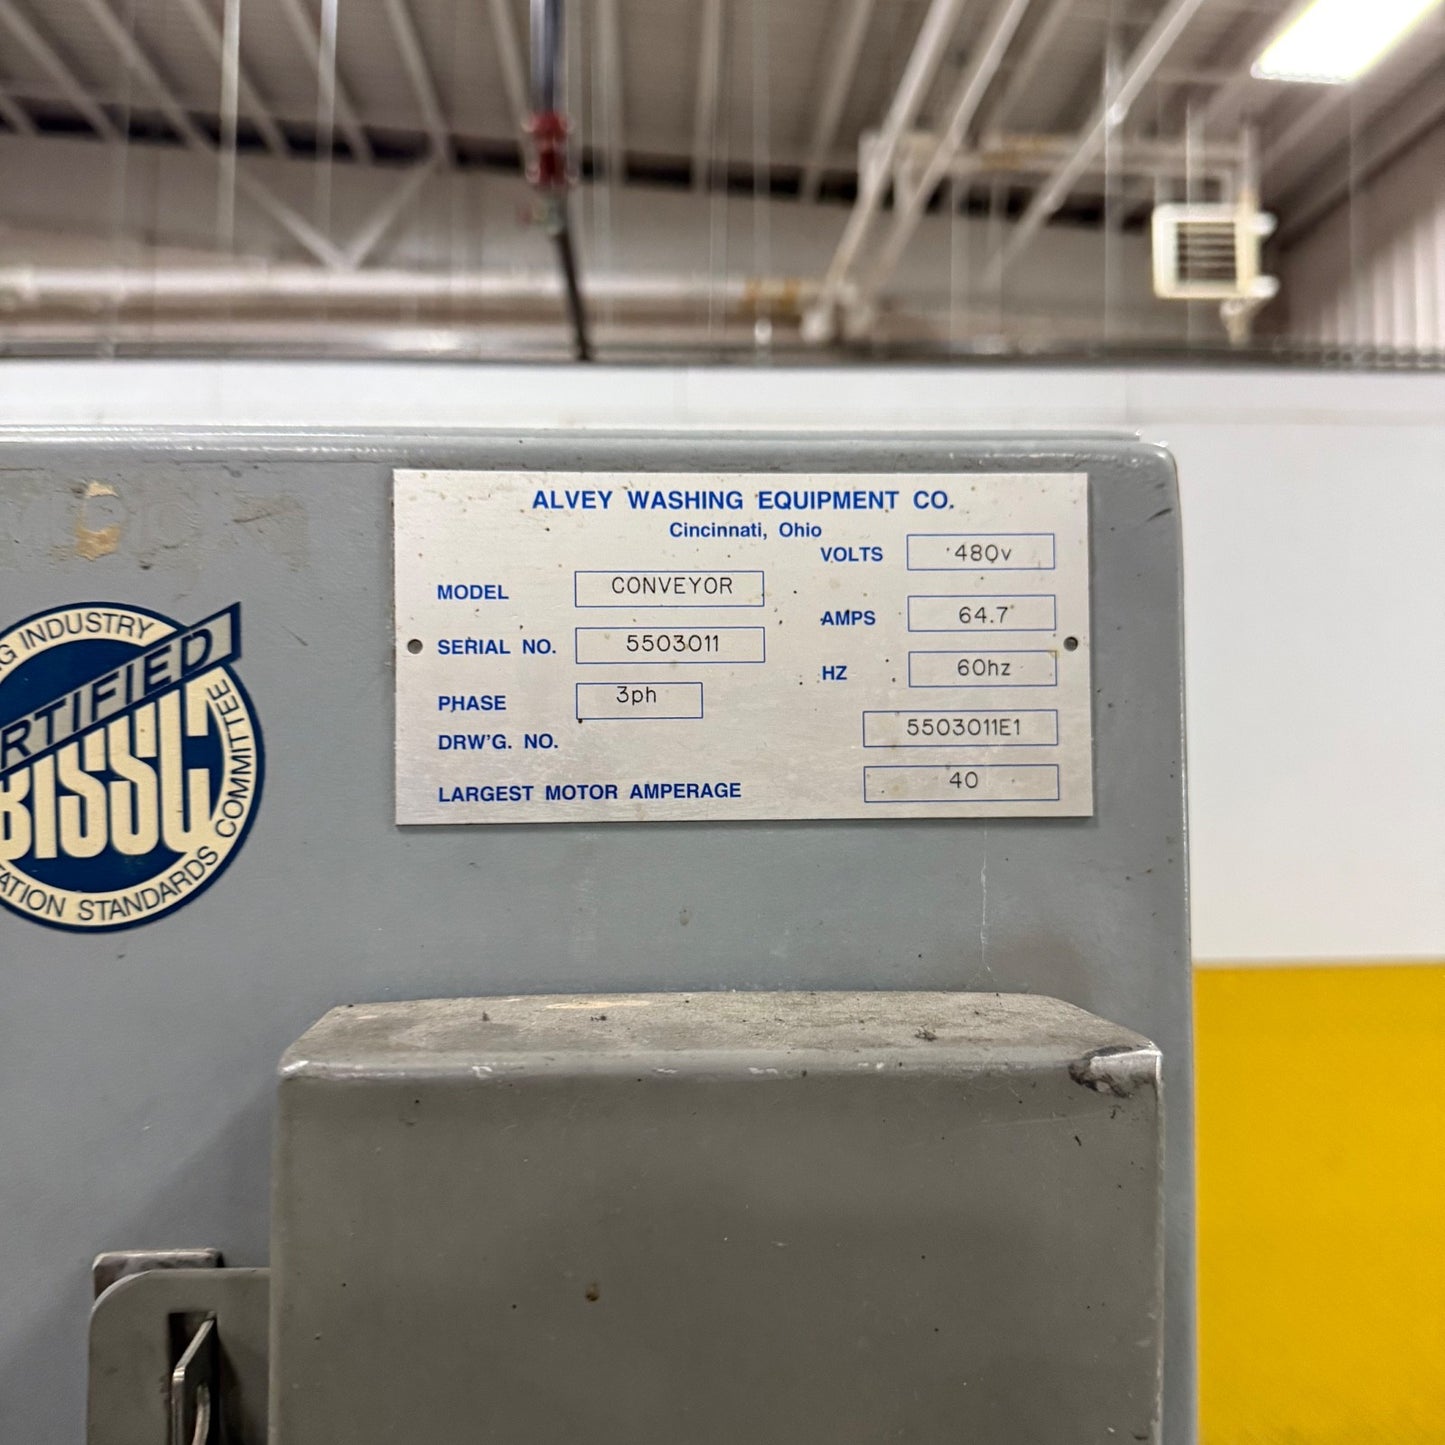 ALVEY WASHING EQUIPMENT CO.
Cincinnati, Ohio
VOLTS 480v
MODEL CONVEYOR
AMPS 64.7
SERIAL NO. 5503011
HZ 60hz
PHASE 3ph
DRW'G. NO. 5503011E1
LARGEST MOTOR AMPERAGE 40
G INDUSTRY
RTIFIED
BISSC
ATION STANDARDS COMMITTEE